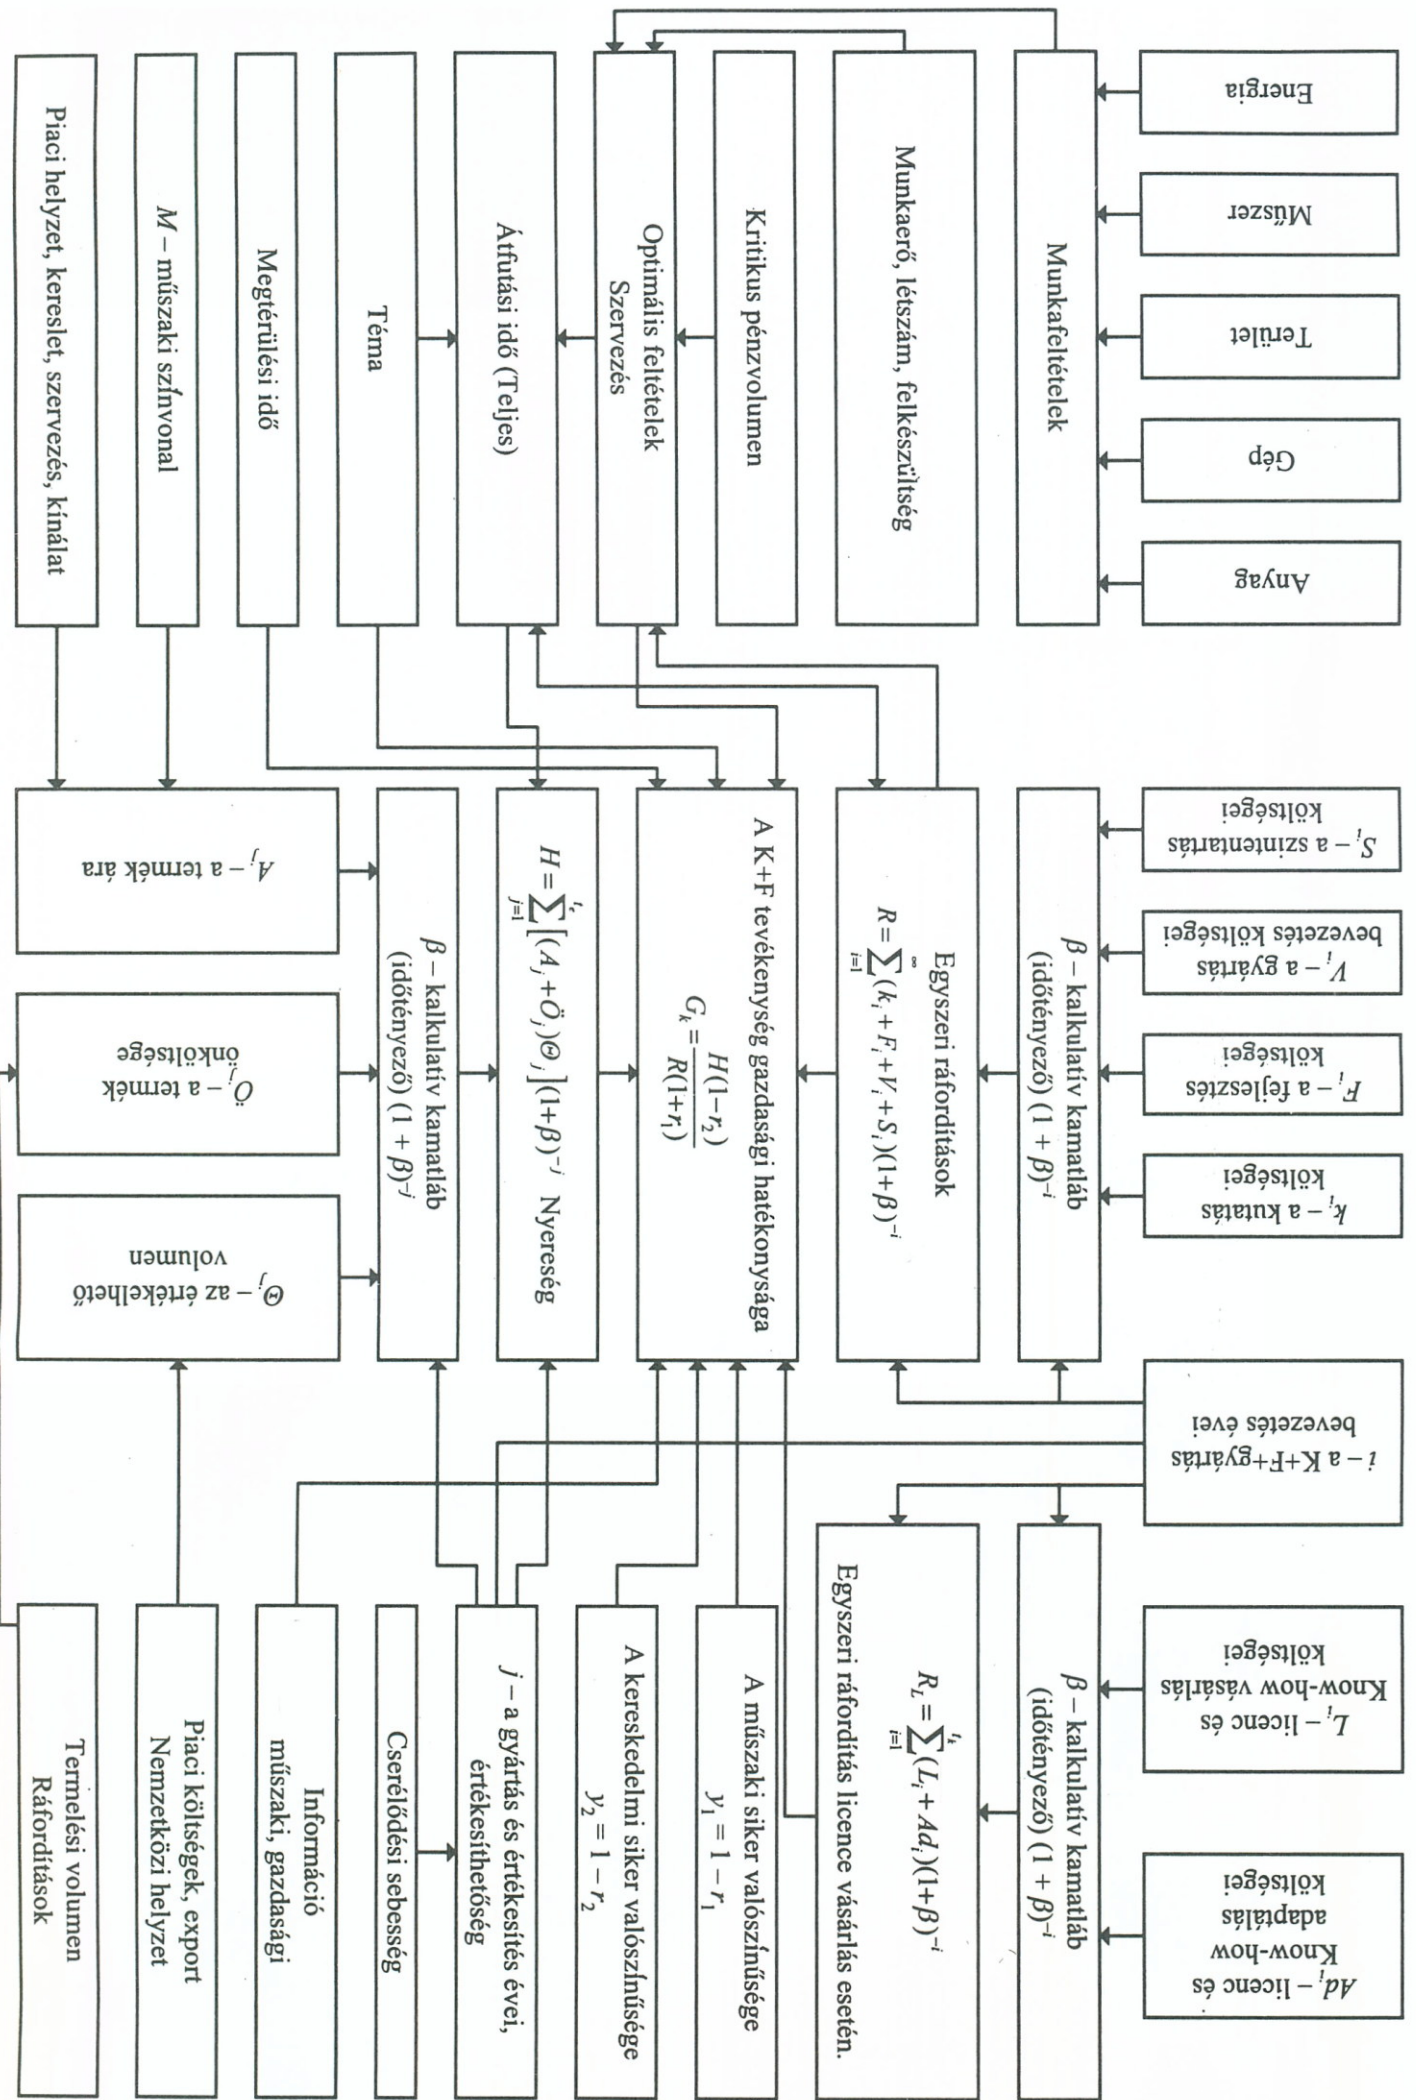 Energia
Műszer
Terület
Gép
Anyag
Munkafeltételek
Munkaerő, létszám, felkészültség
Kritikus pénzvolumen
Optimális feltételek
Szervezés
Átfutási idő (Teljes)
Téma
Megtérülési idő
M – műszaki színvonal
Piaci helyzet, kereslet, szervezés, kínálat
S_i – a szintentartás
költségei
V_i – a gyártás
bevezetés költségei
F_i – a fejlesztés
költségei
k_i – a kutatás
költségei
β – kalkulatív kamatláb
(időtényező) (1 + β)^{-i}
Egyszeri ráfordítások
R = \sum_{i=1}^{∞} (k_i + F_i + V_i + S_i)(1+β)^{-i}
A K+F tevékenység gazdasági hatékonysága
G_k = \frac{H(1-r_2)}{R(1+r_1)}
H = \sum_{j=1}^{t_e} [(A_j + Ö_j)Θ_j](1+β)^{-j} Nyereség
β – kalkulatív kamatláb
(időtényező) (1 + β)^{-j}
A_j – a termék ára
Ö_j – a termék
önköltsége
Θ_j – az értékelhető
volumen
i – a K+F+gyártás
bevezetés évei
L_i – licenc és
Know-how vásárlás
költségei
Ad_i – licenc és
Know-how
adaptálás
költségei
β – kalkulatív kamatláb
(időtényező) (1 + β)^{-i}
R_L = \sum_{i=1}^{t_k} (L_i + Ad_i)(1+β)^{-i}
Egyszeri ráfordítás licence vásárlás esetén.
A műszaki siker valószínűsége
y_1 = 1 – r_1
A kereskedelmi siker valószínűsége
y_2 = 1 – r_2
j – a gyártás és értékesítés évei,
értékesíthetőség
Cserélődési sebesség
Információ
műszaki, gazdasági
Piaci költségek, export
Nemzetközi helyzet
Termelési volumen
Ráfordítások